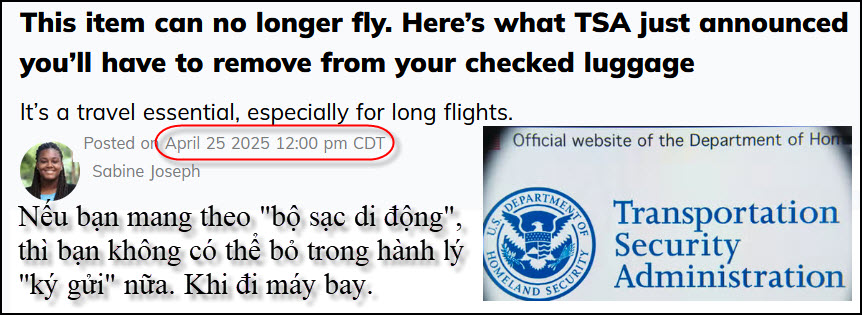 This item can no longer fly. Here’s what TSA just announced
you’ll have to remove from your checked luggage
It’s a travel essential, especially for long flights.
Posted on April 25 2025 12:00 pm CDT
Sabine Joseph
Nếu bạn mang theo "bộ sạc di động",
thì bạn không có thể bỏ trong hành lý
"ký gửi" nữa. Khi đi máy bay.
Official website of the Department of Hom
U.S. DEPARTMENT OF
HOMELAND SECURITY
Transportation
Security
Administration